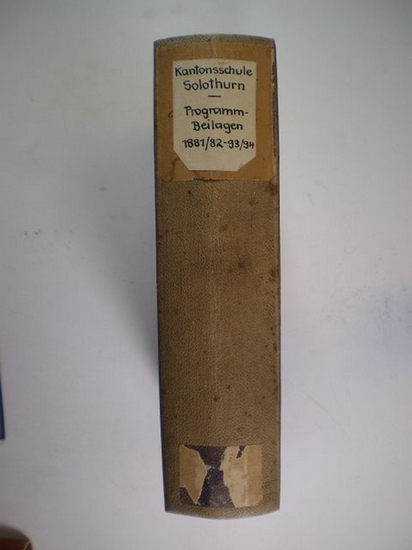 Kantonsschule
Solothurn
—
Programm-
Beilagen
1881/82-93/94